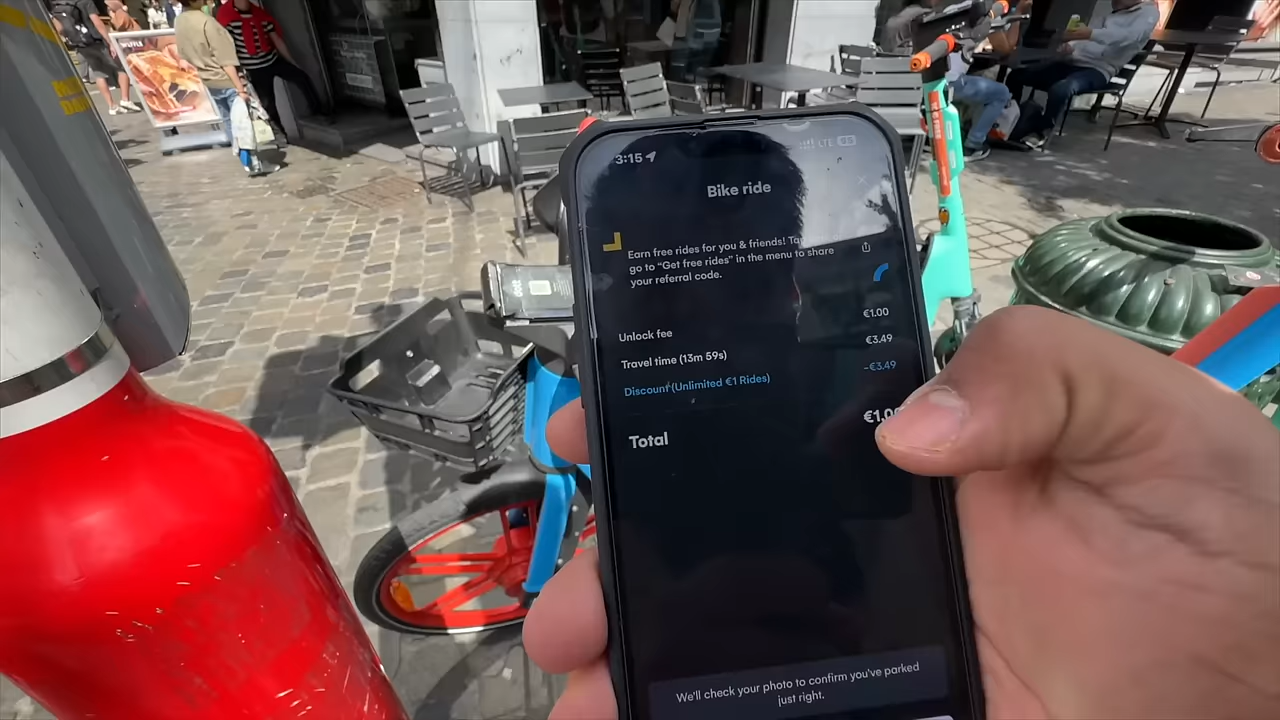 3:15
LTE
Bike ride
Earn free rides for you & friends!
go to "Get free rides" in the menu to share
your referral code.
Unlock fee
€1.00
Travel time (13m 59s)
€3.49
Discount (Unlimited €1 Rides)
-€3.49
Total
We'll check your photo to confirm you've parked
just right.